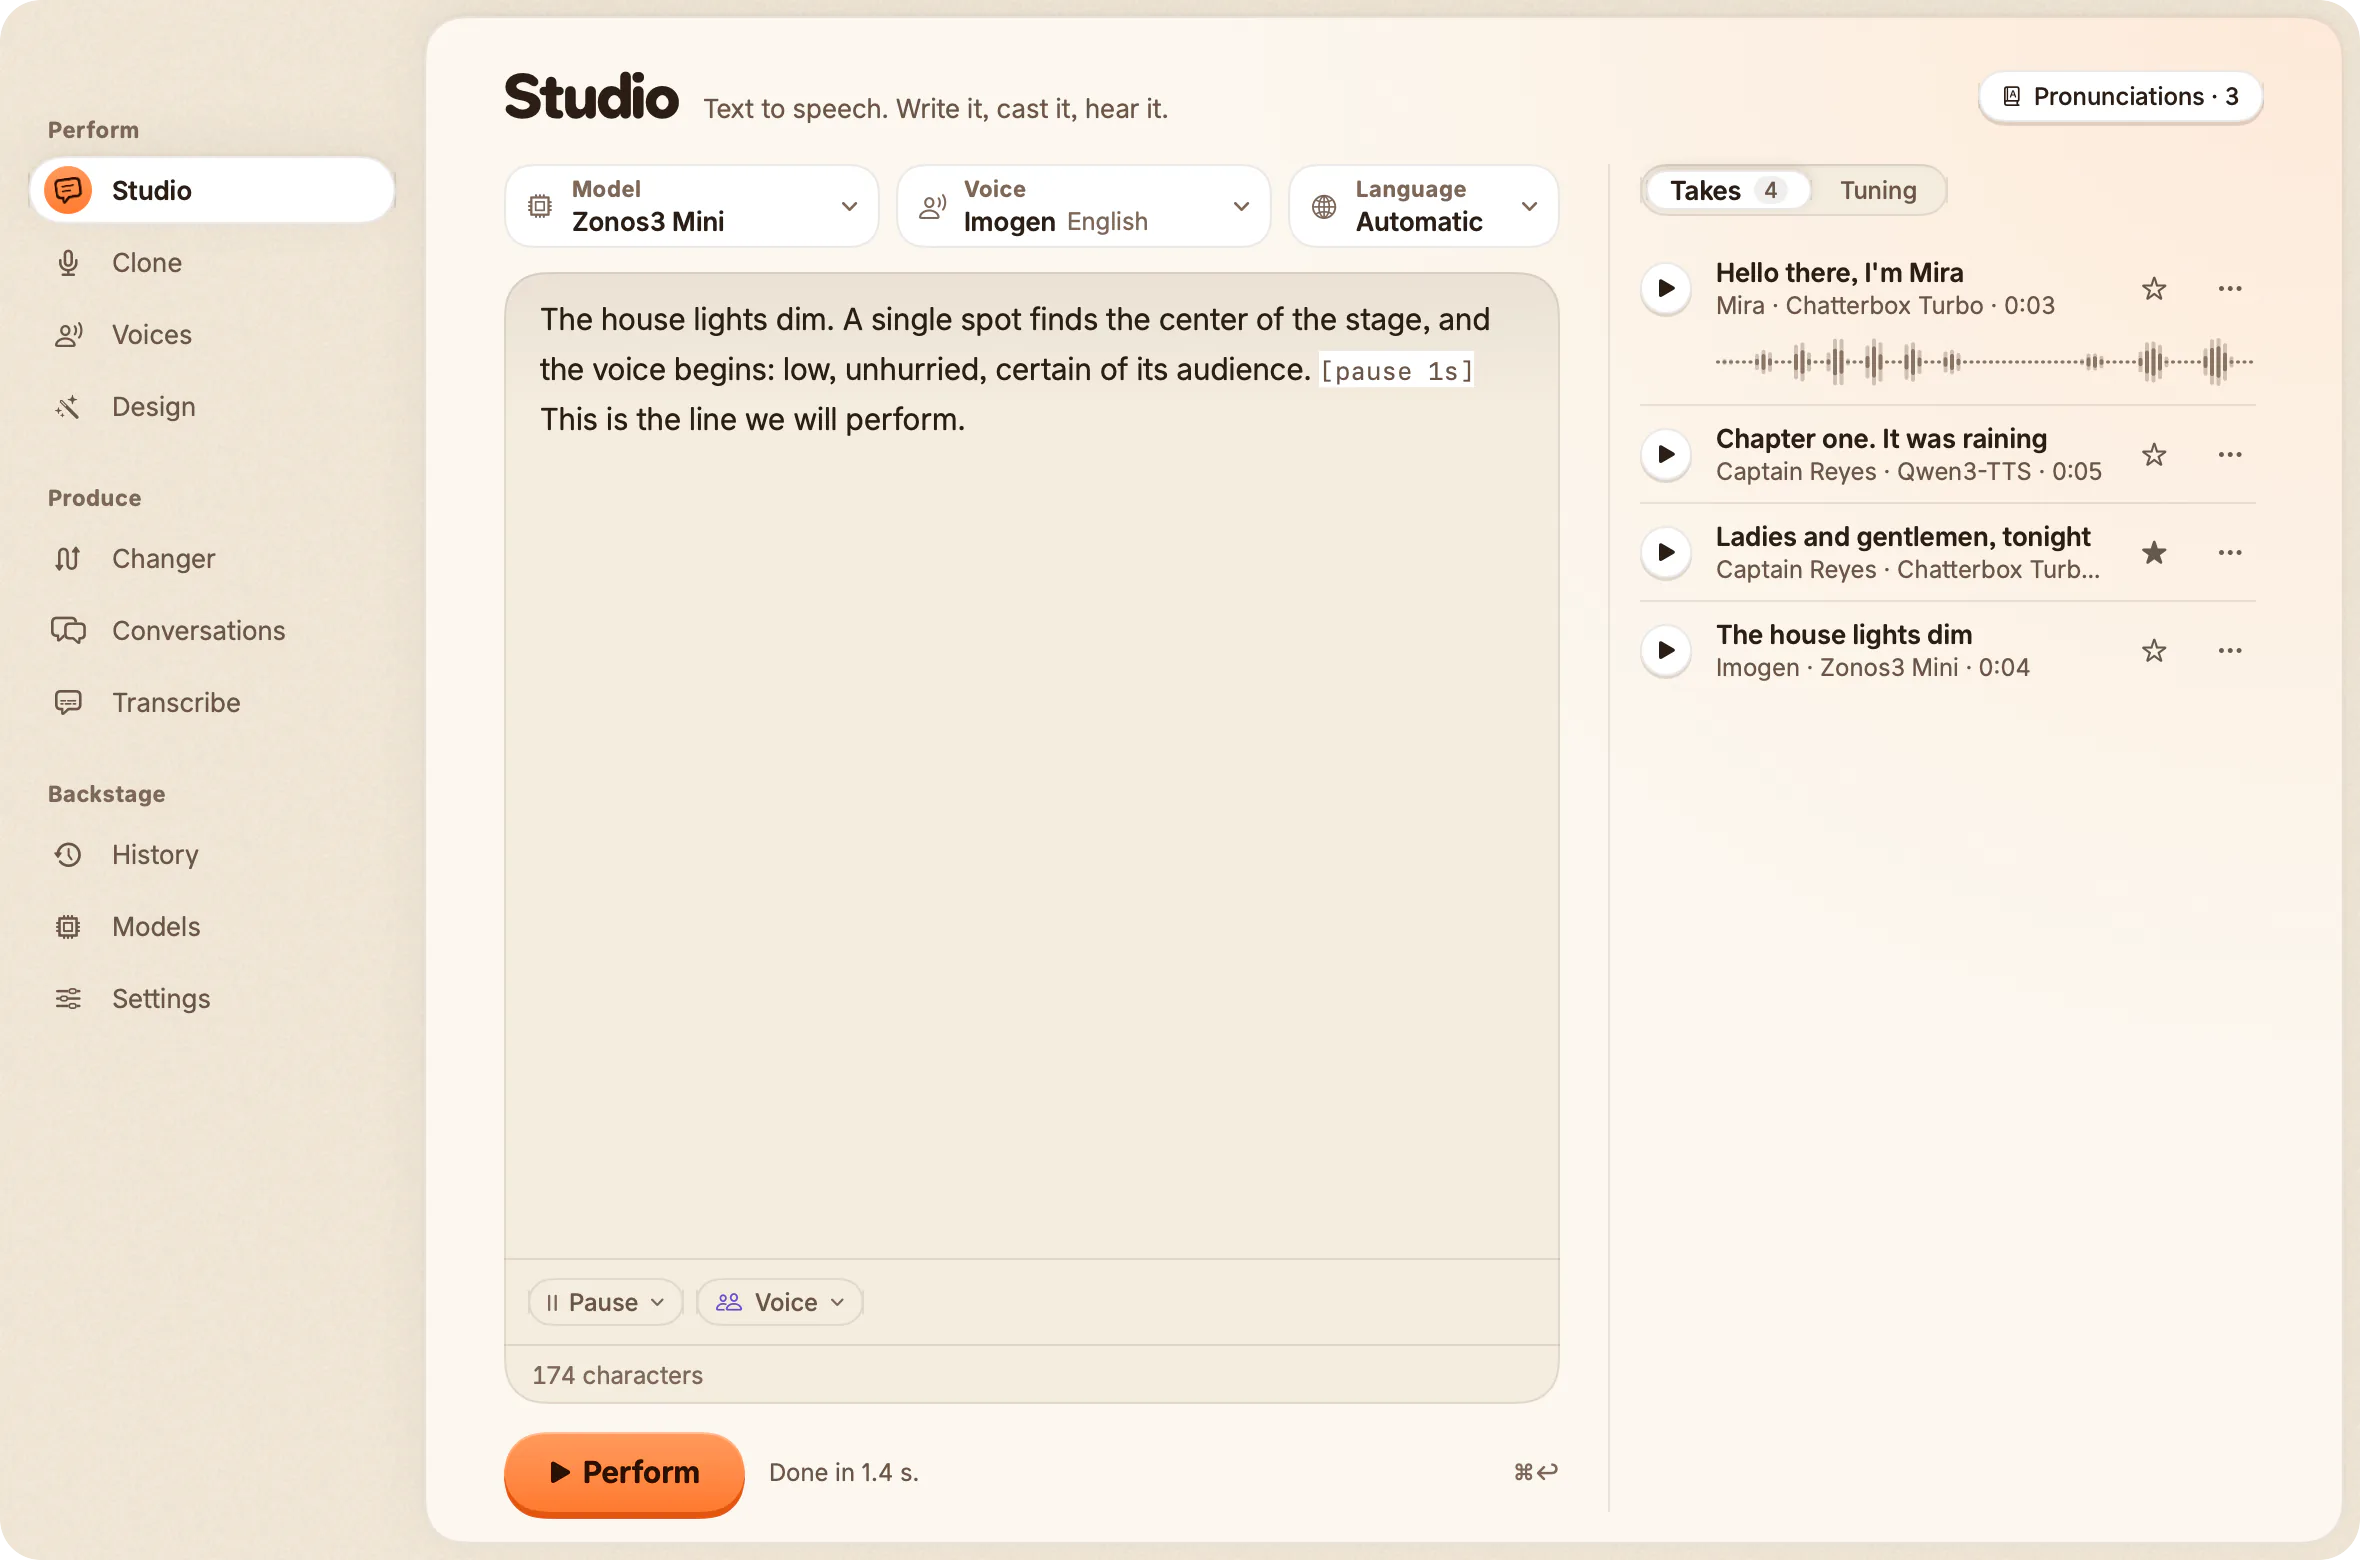 Perform
Studio
Clone
Voices
Design
Produce
Changer
Conversations
Transcribe
Backstage
History
Models
Settings
Studio
Text to speech. Write it, cast it, hear it.
Pronunciations · 3
Model
Zonos3 Mini
Voice
Imogen English
Language
Automatic
The house lights dim. A single spot finds the center of the stage, and
the voice begins: low, unhurried, certain of its audience. [pause 1s]
This is the line we will perform.
Pause
Voice
174 characters
Perform
Done in 1.4 s.
⌘↩
Takes 4
Tuning
Hello there, I'm Mira
Mira · Chatterbox Turbo · 0:03
Chapter one. It was raining
Captain Reyes · Qwen3-TTS · 0:05
Ladies and gentlemen, tonight
Captain Reyes · Chatterbox Turb...
The house lights dim
Imogen · Zonos3 Mini · 0:04